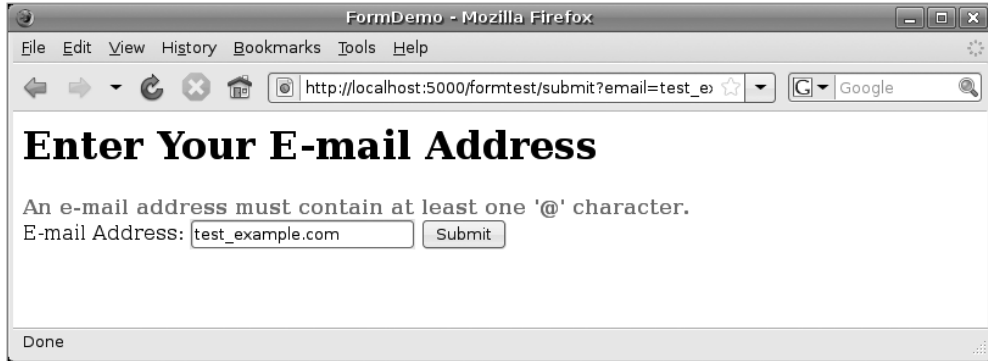 FormDemo - Mozilla Firefox
File Edit View History Bookmarks Tools Help
http://localhost:5000/formtest/submit?email=test_e
G Google
Enter Your E-mail Address
An e-mail address must contain at least one '@' character.
E-mail Address: test_example.com Submit
Done